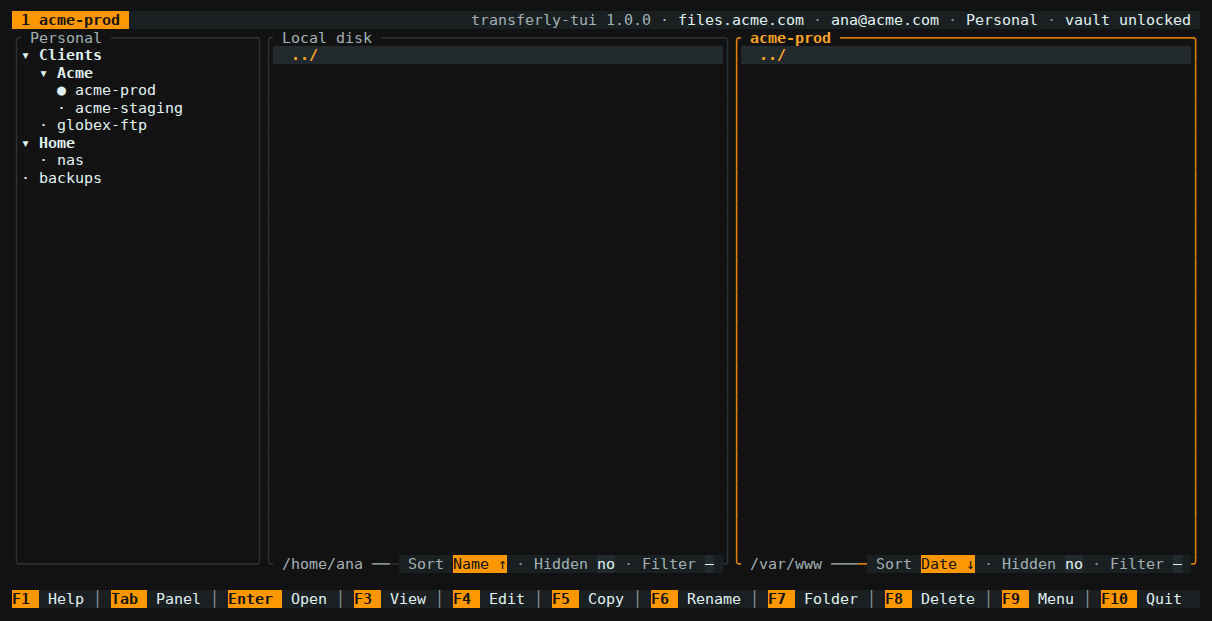 1 acme-prod transferly-tui 1.0.0 · files.acme.com · ana@acme.com · Personal · vault unlocked
Personal
▾ Clients
▾ Acme
● acme-prod
· acme-staging
· globex-ftp
▾ Home
· nas
· backups
Local disk
../
/home/ana Sort Name ↑ · Hidden no · Filter —
acme-prod
../
/var/www Sort Date ↓ · Hidden no · Filter —
F1 Help │ Tab Panel │ Enter Open │ F3 View │ F4 Edit │ F5 Copy │ F6 Rename │ F7 Folder │ F8 Delete │ F9 Menu │ F10 Quit